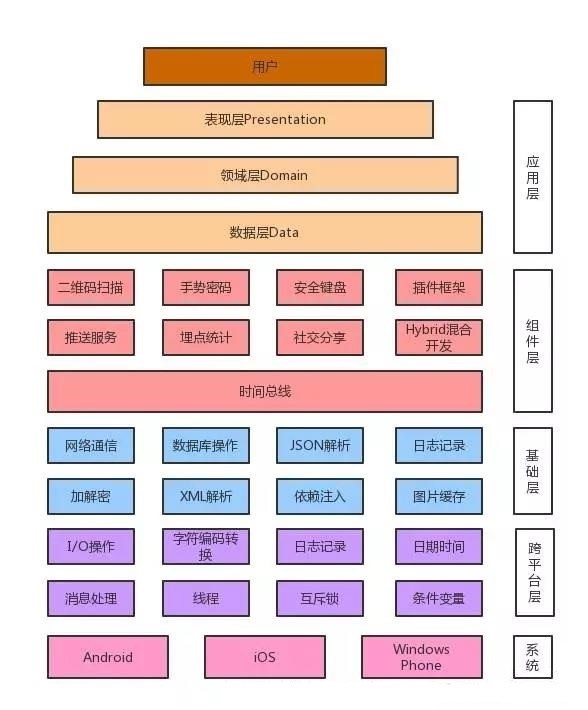 用户
表现层Presentation
领域层Domain
数据层Data
应用层
二维码扫描
手势密码
安全键盘
插件框架
推送服务
埋点统计
社交分享
Hybrid混合
开发
时间总线
组件层
网络通信
数据库操作
JSON解析
日志记录
加解密
XML解析
依赖注入
图片缓存
基础层
I/O操作
字符编码转
换
日志记录
日期时间
消息处理
线程
互斥锁
条件变量
跨平台层
Android
iOS
Windows
Phone
系统